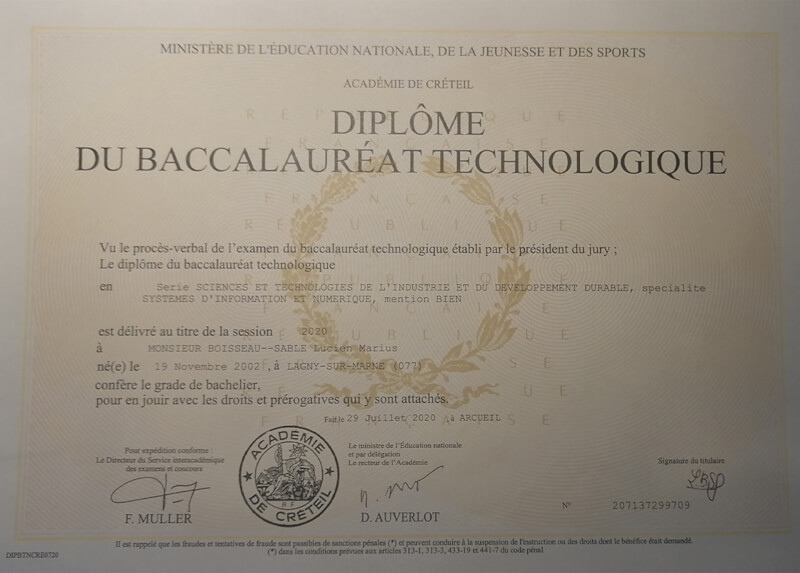 MINISTÈRE DE L'ÉDUCATION NATIONALE, DE LA JEUNESSE ET DES SPORTS
ACADÉMIE DE CRÉTEIL
DIPLÔME
DU BACCALAURÉAT TECHNOLOGIQUE
Vu le procès-verbal de l'examen du baccalauréat technologique établi par le président du jury ;
Le diplôme du baccalauréat technologique
en Serie SCIENCES ET TECHNOLOGIES DE L'INDUSTRIE ET DU DEVELOPPEMENT DURABLE, specialite
SYSTEMES D'INFORMATION ET NUMERIQUE, mention BIEN
est délivré au titre de la session 2020
à MONSIEUR BOISSEAU--SABLE Lucien Marius
né(e) le 19 Novembre 2002 , à LAGNY-SUR-MARNE (077)
confère le grade de bachelier,
pour en jouir avec les droits et prérogatives qui y sont attachés.
Fait le 29 Juillet 2020 , à ARCUEIL
Pour expédition conforme :
Le Directeur du Service interacadémique
des examens et concours
F. MULLER
ACADEMIE DE CRETEIL
R F
Le ministre de l'Éducation nationale
et par délégation
Le recteur de l'Académie
D. AUVERLOT
Signature du titulaire
N° 207137299709
Il est rappelé que les fraudes et tentatives de fraude sont passibles de sanctions pénales (*) et peuvent conduire à la suspension de l'instruction ou des droits dont le bénéfice était demandé.
(*) dans les conditions prévues aux articles 313-1, 313-3, 433-19 et 441-7 du code pénal
DIPBTNCRE0720